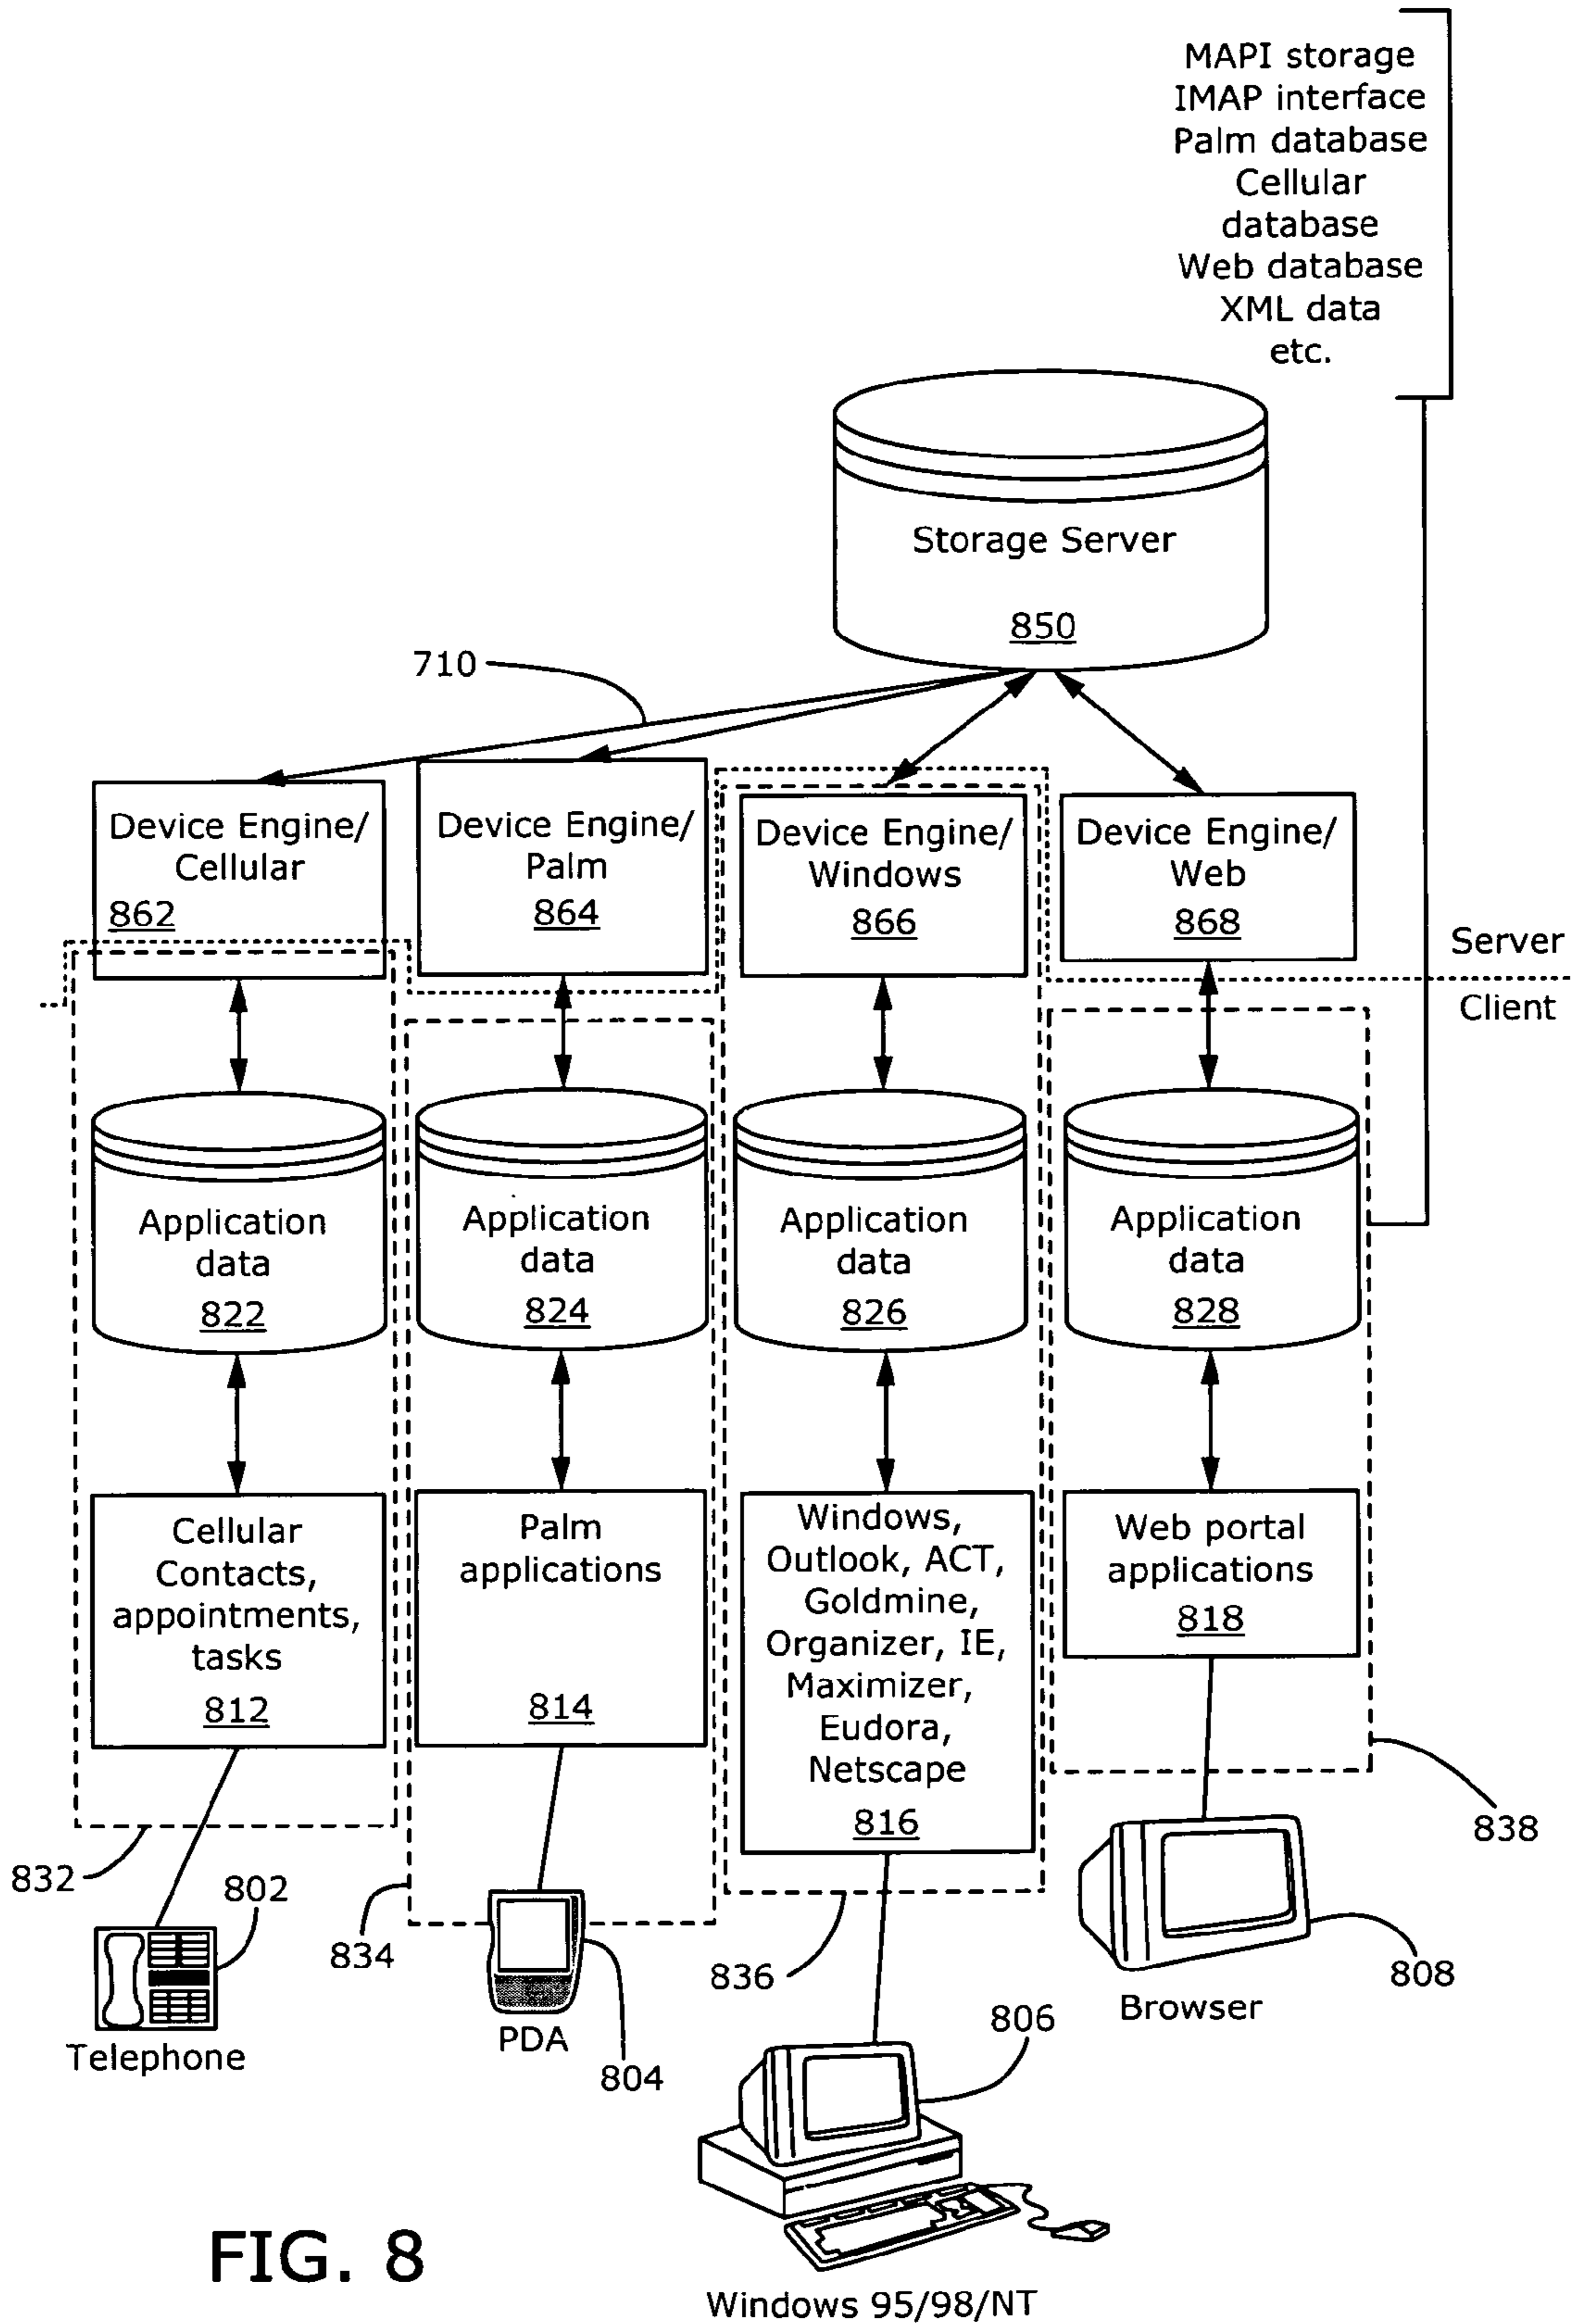 MAPI storage
IMAP interface
Palm database
Cellular
database
Web database
XML data
etc.
Storage Server
850
710
Device Engine/
Cellular
862
Device Engine/
Palm
864
Device Engine/
Windows
866
Device Engine/
Web
868
Server
Client
Application
data
822
Application
data
824
Application
data
826
Application
data
828
Cellular
Contacts,
appointments,
tasks
812
Palm
applications
814
Windows,
Outlook, ACT,
Goldmine,
Organizer, IE,
Maximizer,
Eudora,
Netscape
816
Web portal
applications
818
832
802
834
836
838
808
Telephone
PDA
804
806
Browser
Windows 95/98/NT
FIG. 8